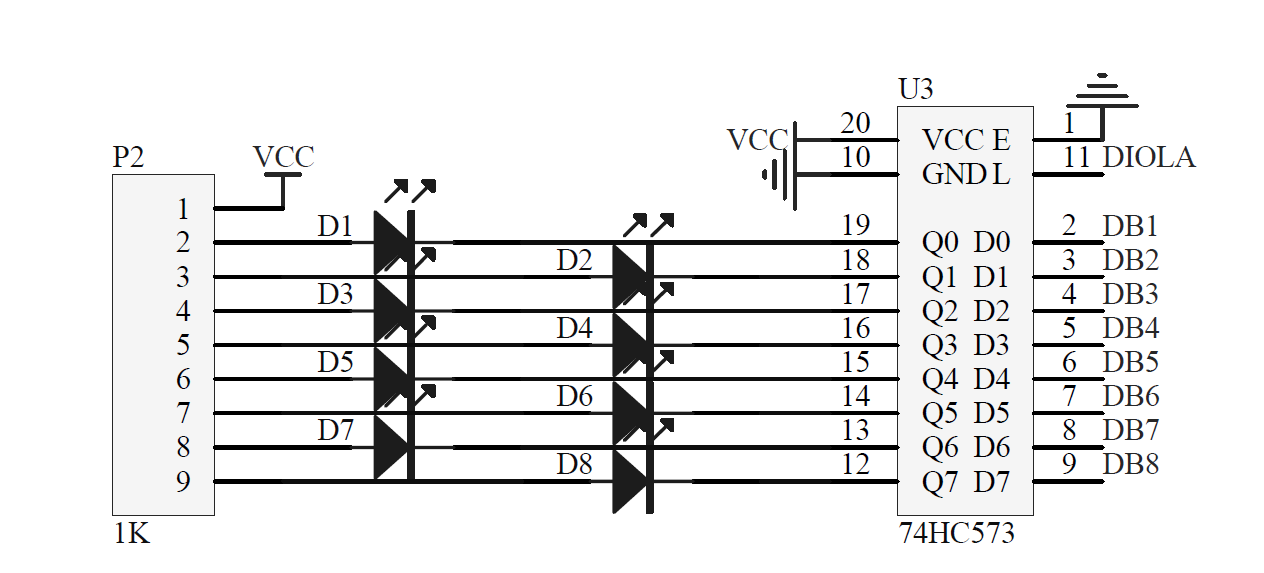 U3
20 VCC E 1
VCC
10 GND L 11 DIOLA
P2
VCC
1
2 D1 19 Q0 D0 2 DB1
3 D2 18 Q1 D1 3 DB2
4 D3 17 Q2 D2 4 DB3
5 D4 16 Q3 D3 5 DB4
6 D5 15 Q4 D4 6 DB5
7 D6 14 Q5 D5 7 DB6
8 D7 13 Q6 D6 8 DB7
9 D8 12 Q7 D7 9 DB8
1K
74HC573